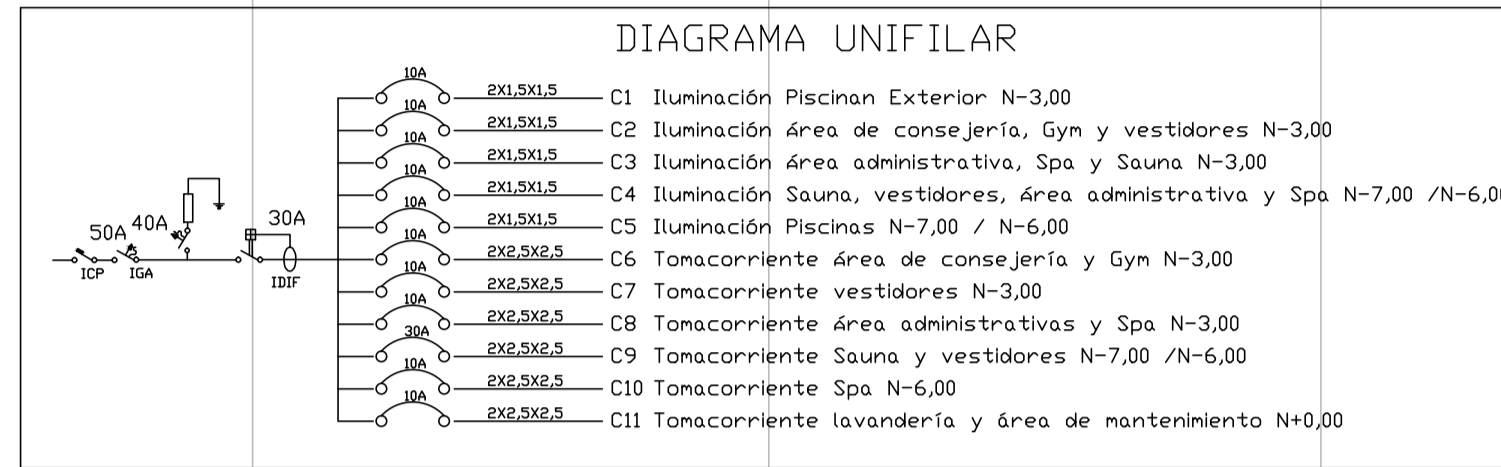 DIAGRAMA UNIFILAR
10A 2X1,5X1,5 C1 Iluminación Piscinan Exterior N-3,00
10A 2X1,5X1,5 C2 Iluminación área de consejería, Gym y vestidores N-3,00
10A 2X1,5X1,5 C3 Iluminación área administrativa, Spa y Sauna N-3,00
10A 2X1,5X1,5 C4 Iluminación Sauna, vestidores, área administrativa y Spa N-7,00 /N-6,00
10A 2X1,5X1,5 C5 Iluminación Piscinas N-7,00 / N-6,00
10A 2X2,5X2,5 C6 Tomacorriente área de consejería y Gym N-3,00
10A 2X2,5X2,5 C7 Tomacorriente vestidores N-3,00
10A 2X2,5X2,5 C8 Tomacorriente área administrativas y Spa N-3,00
30A 2X2,5X2,5 C9 Tomacorriente Sauna y vestidores N-7,00 /N-6,00
10A 2X2,5X2,5 C10 Tomacorriente Spa N-6,00
10A 2X2,5X2,5 C11 Tomacorriente lavandería y área de mantenimiento N+0,00
50A 40A 30A
ICP IGA IDIF